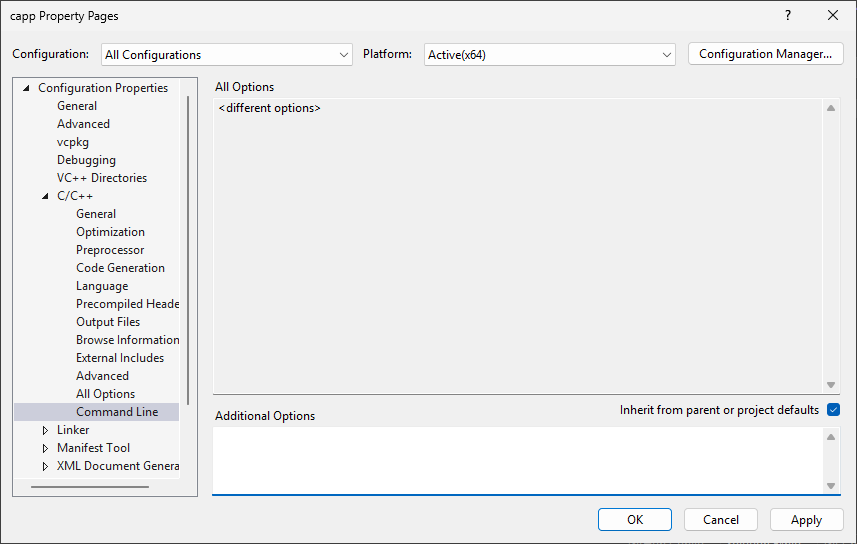 capp Property Pages
?
Configuration: All Configurations Platform: Active(x64) Configuration Manager...
Configuration Properties
General
Advanced
vcpkg
Debugging
VC++ Directories
C/C++
General
Optimization
Preprocessor
Code Generation
Language
Precompiled Heade
Output Files
Browse Information
External Includes
Advanced
All Options
Command Line
Linker
Manifest Tool
XML Document Genera
All Options
<different options>
Additional Options
Inherit from parent or project defaults
OK Cancel Apply